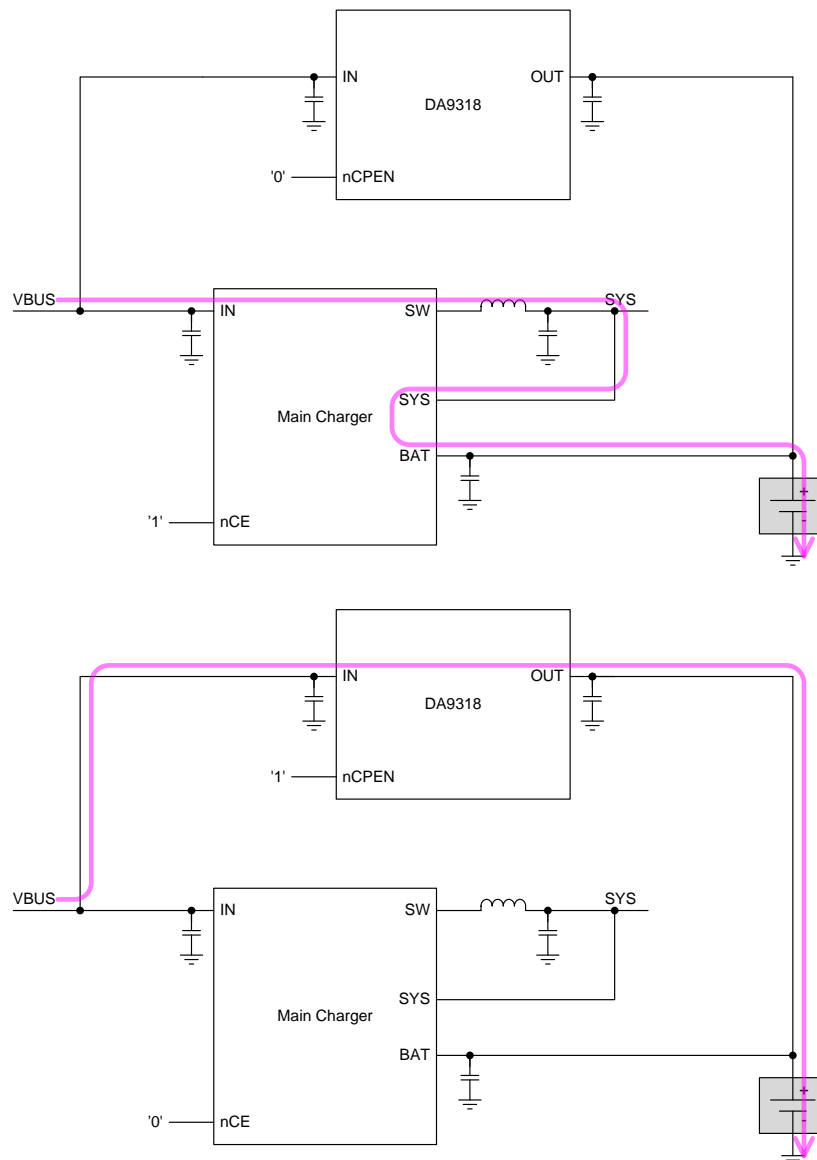 IN
OUT
DA9318
'0'
nCPEN
VBUS
IN
SW
SYS
SYS
Main Charger
BAT
'1'
nCE
+
-
IN
OUT
DA9318
'1'
nCPEN
VBUS
IN
SW
SYS
SYS
Main Charger
BAT
'0'
nCE
+
-